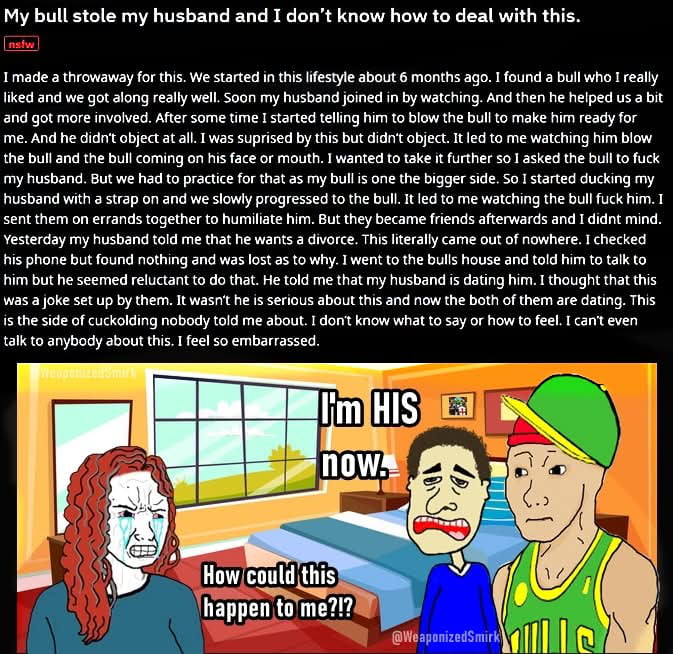 My bull stole my husband and I don't know how to deal with this.
nsfw
I made a throwaway for this. We started in this lifestyle about 6 months ago. I found a bull who I really
liked and we got along really well. Soon my husband joined in by watching. And then he helped us a bit
and got more involved. After some time I started telling him to blow the bull to make him ready for
me. And he didn't object at all. I was suprised by this but didn't object. It led to me watching him blow
the bull and the bull coming on his face or mouth. I wanted to take it further so I asked the bull to fuck
my husband. But we had to practice for that as my bull is one the bigger side. So I started ducking my
husband with a strap on and we slowly progressed to the bull. It led to me watching the bull fuck him. I
sent them on errands together to humiliate him. But they became friends afterwards and I didnt mind.
Yesterday my husband told me that he wants a divorce. This literally came out of nowhere. I checked
his phone but found nothing and was lost as to why. I went to the bulls house and told him to talk to
him but he seemed reluctant to do that. He told me that my husband is dating him. I thought that this
was a joke set up by them. It wasn't he is serious about this and now the both of them are dating. This
is the side of cuckolding nobody told me about. I don't know what to say or how to feel. I can't even
talk to anybody about this. I feel so embarrassed.
@WeaponizedSmirk
I'm HIS
now.
How could this
happen to me?!?
@WeaponizedSmirk